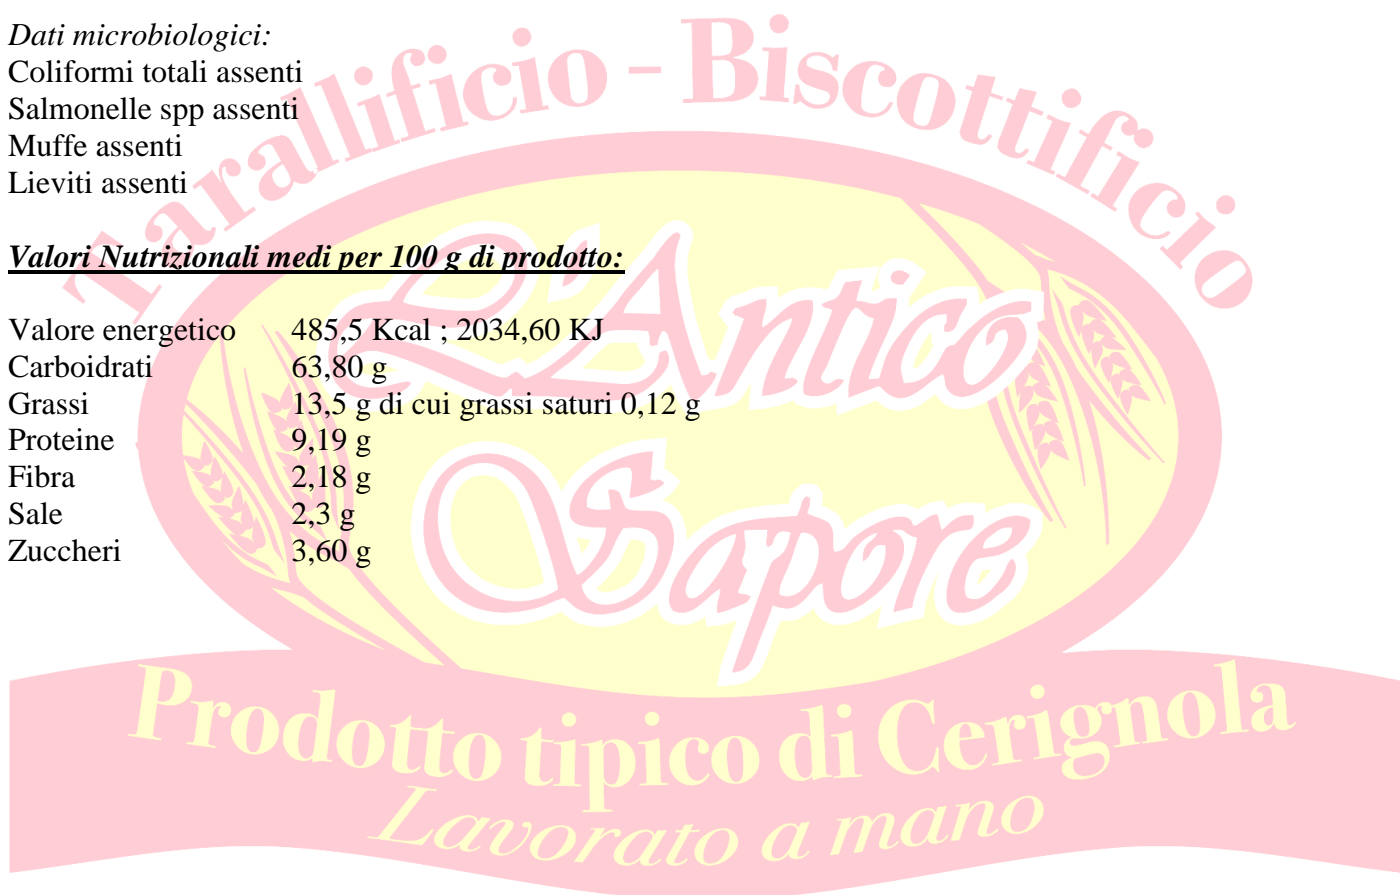 Dati microbiologici:
Coliformi totali assenti
Salmonelle spp assenti
Muffe assenti
Lieviti assenti
Valori Nutrizionali medi per 100 g di prodotto:
Valore energetico 485,5 Kcal ; 2034,60 KJ
Carboidrati 63,80 g
Grassi 13,5 g di cui grassi saturi 0,12 g
Proteine 9,19 g
Fibra 2,18 g
Sale 2,3 g
Zuccheri 3,60 g
Tarallificio - Biscottificio
L'Antico
Sapore
Prodotto tipico di Cerignola
Lavorato a mano